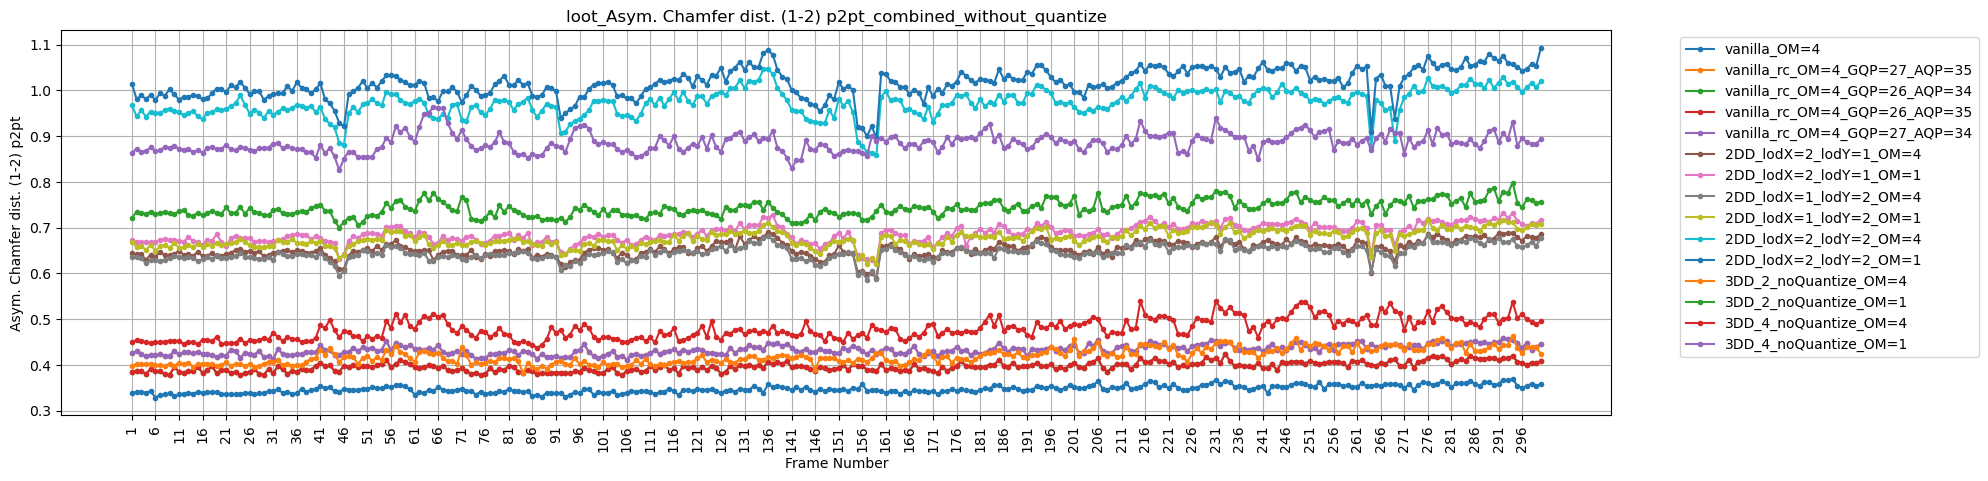 loot_Asym. Chamfer dist. (1-2) p2pt_combined_without_quantize
Asym. Chamfer dist. (1-2) p2pt
1.1
1.0
0.9
0.8
0.7
0.6
0.5
0.4
0.3
1 6 11 16 21 26 31 36 41 46 51 56 61 66 71 76 81 86 91 96 101 106 111 116 121 126 131 136 141 146 151 156 161 166 171 176 181 186 191 196 201 206 211 216 221 226 231 236 241 246 251 256 261 266 271 276 281 286 291 296
Frame Number
vanilla_OM=4
vanilla_rc_OM=4_GQP=27_AQP=35
vanilla_rc_OM=4_GQP=26_AQP=34
vanilla_rc_OM=4_GQP=26_AQP=35
vanilla_rc_OM=4_GQP=27_AQP=34
2DD_lodX=2_lodY=1_OM=4
2DD_lodX=2_lodY=1_OM=1
2DD_lodX=1_lodY=2_OM=4
2DD_lodX=1_lodY=2_OM=1
2DD_lodX=2_lodY=2_OM=4
2DD_lodX=2_lodY=2_OM=1
3DD_2_noQuantize_OM=4
3DD_2_noQuantize_OM=1
3DD_4_noQuantize_OM=4
3DD_4_noQuantize_OM=1